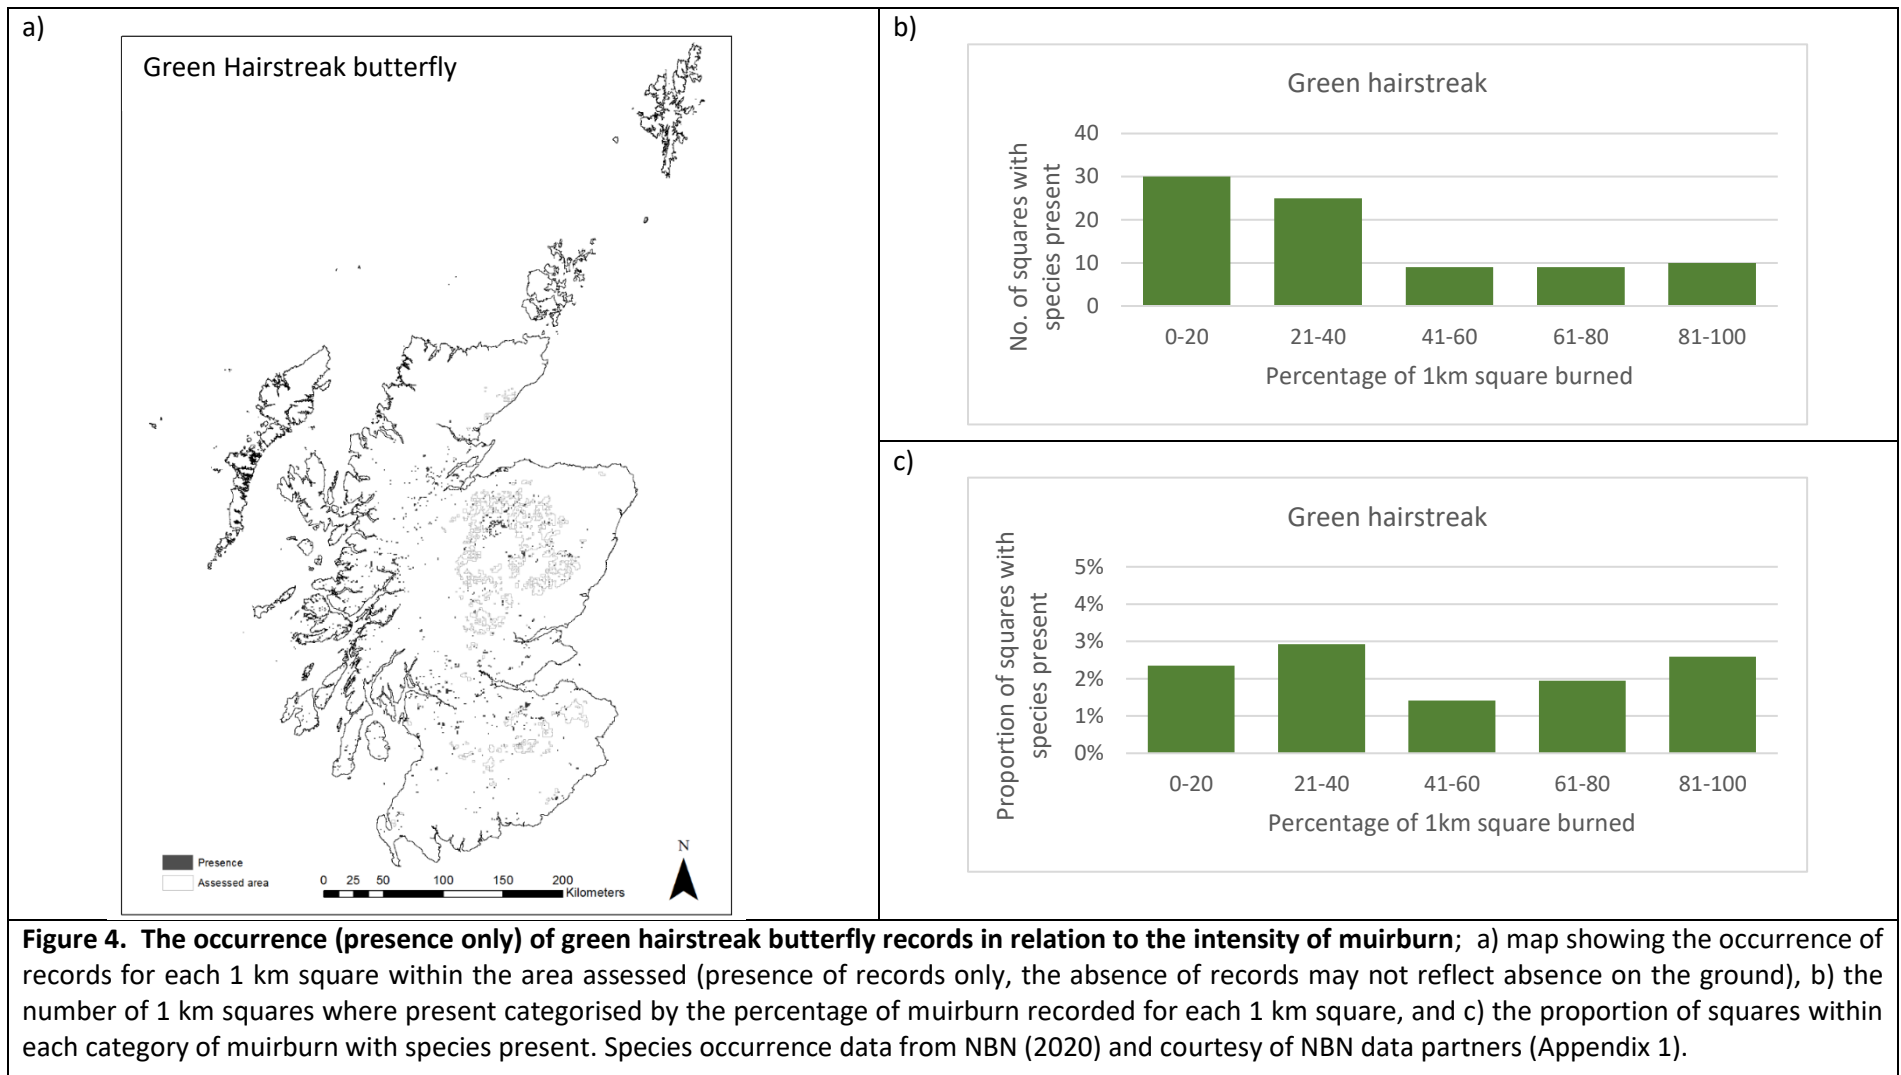 a)
Green Hairstreak butterfly
N
Presence
Assessed area
0 25 50 100 150 200
Kilometers
b)
Green hairstreak
No. of squares with
species present
40
30
20
10
0
0-20 21-40 41-60 61-80 81-100
Percentage of 1km square burned
c)
Green hairstreak
Proportion of squares with
species present
5%
4%
3%
2%
1%
0%
0-20 21-40 41-60 61-80 81-100
Percentage of 1km square burned
Figure 4. The occurrence (presence only) of green hairstreak butterfly records in relation to the intensity of muirburn; a) map showing the occurrence of
records for each 1 km square within the area assessed (presence of records only, the absence of records may not reflect absence on the ground), b) the
number of 1 km squares where present categorised by the percentage of muirburn recorded for each 1 km square, and c) the proportion of squares within
each category of muirburn with species present. Species occurrence data from NBN (2020) and courtesy of NBN data partners (Appendix 1).